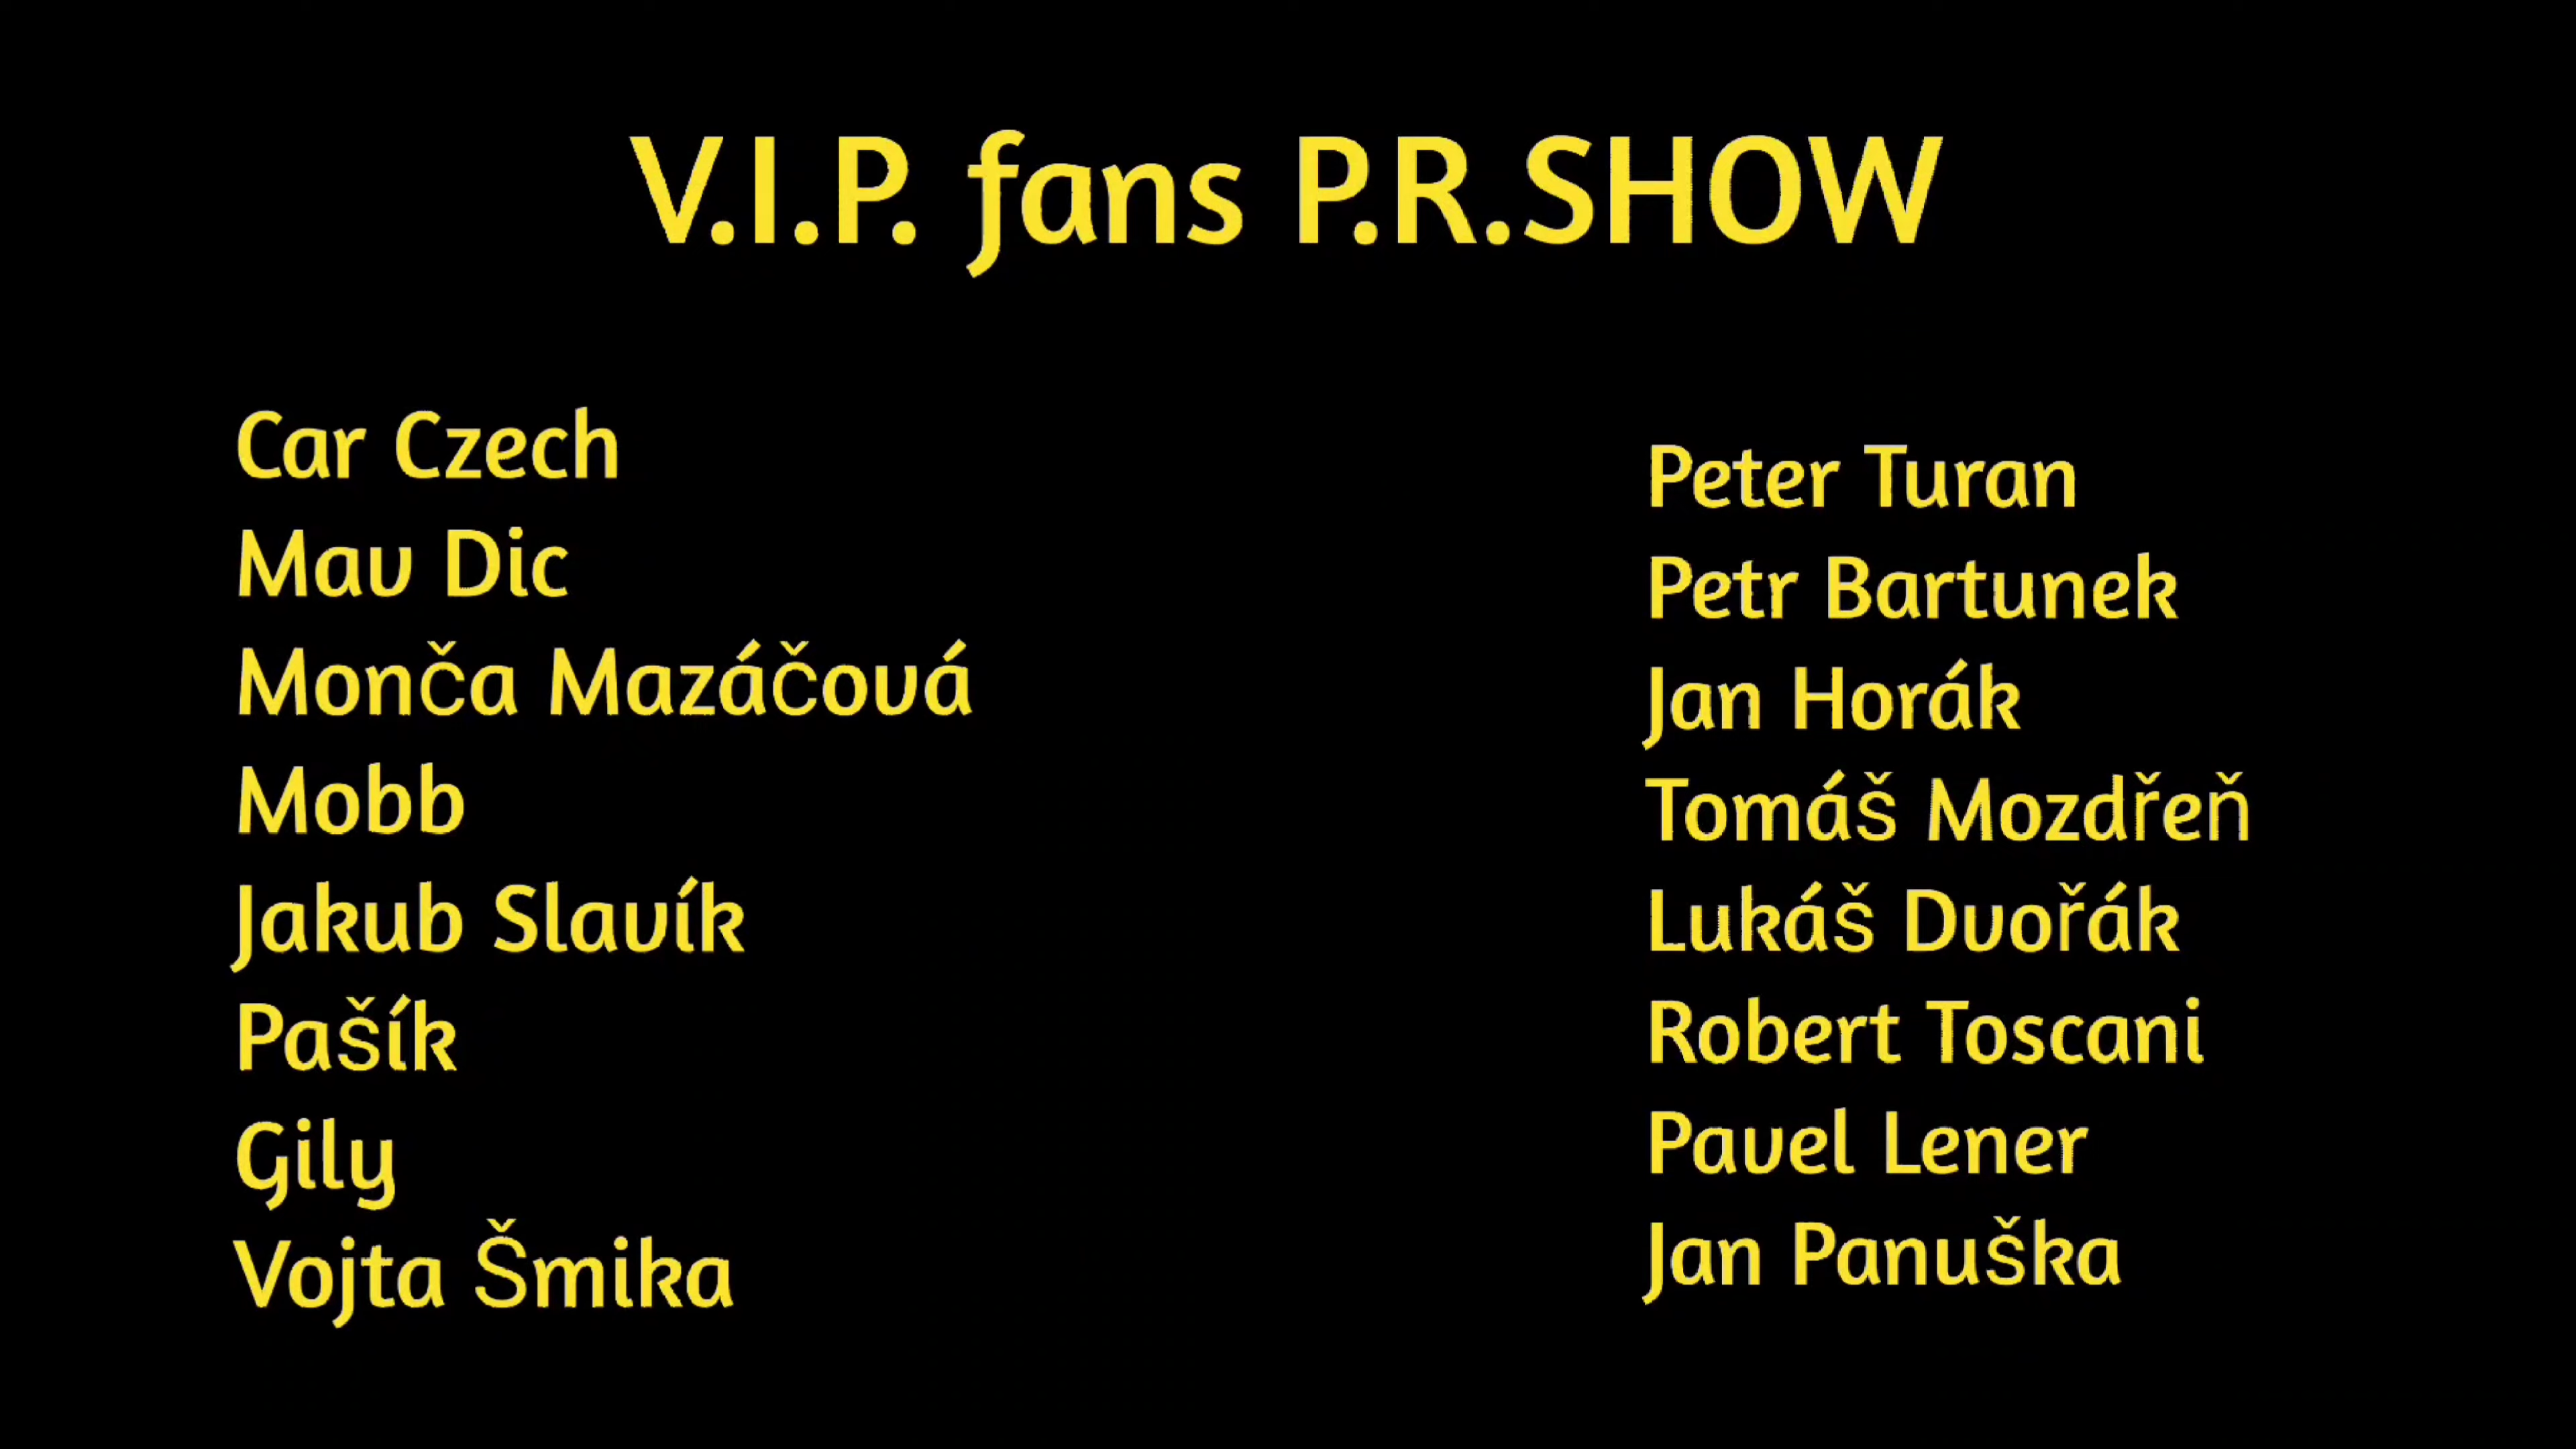 V.I.P. fans P.R.SHOW
Car Czech
Mav Dic
Monča Mazáčová
Mobb
Jakub Slavík
Pašík
Gily
Vojta Šmika
Peter Turan
Petr Bartunek
Jan Horák
Tomáš Mozdřeň
Lukáš Dvořák
Robert Toscani
Pavel Lener
Jan Panuška